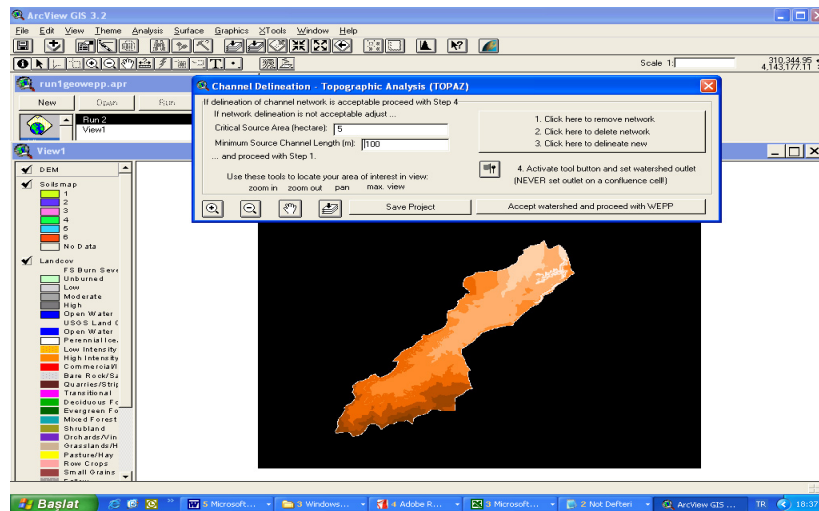 ArcView GIS 3.2
File Edit View Theme Analysis Surface Graphics XTools Window Help
Scale 1:
310,344.95
4,143,177.11
run1geowepp.apr
New Open Run
Run 2
View1
Channel Delineation - Topographic Analysis (TOPAZ)
If delineation of channel network is acceptable proceed with Step 4
If network delineation is not acceptable adjust ...
Critical Source Area (hectare): 5
Minimum Source Channel Length (m): 100
... and proceed with Step 1.
Use these tools to locate your area of interest in view:
zoom in zoom out pan max. view
1. Click here to remove network
2. Click here to delete network
3. Click here to delineate new
4. Activate tool button and set watershed outlet
(NEVER set outlet on a confluence cell!)
Save Project
Accept watershed and proceed with WEPP
View1
DEM
Soilsmap
1
2
3
4
5
6
No Data
Landcov
FS Burn Seve
Unburned
Low
Moderate
High
Open Water
USGS Land C
Open Water
Perennial Ice.
Low Intensity
High Intensity
Commercial/I
Bare Rock/Sa
Quarries/Strip
Transitional
Deciduous Fo
Evergreen Fo
Mixed Forest
Shrubland
Orchards/Vin
Grasslands/H
Pasture/Hay
Row Crops
Small Grains
Fallow
Başlat
5 Microsoft...
3 Windows...
4 Adobe R...
3 Microsoft...
2 Not Defteri
ArcView GIS ...
TR
18:37